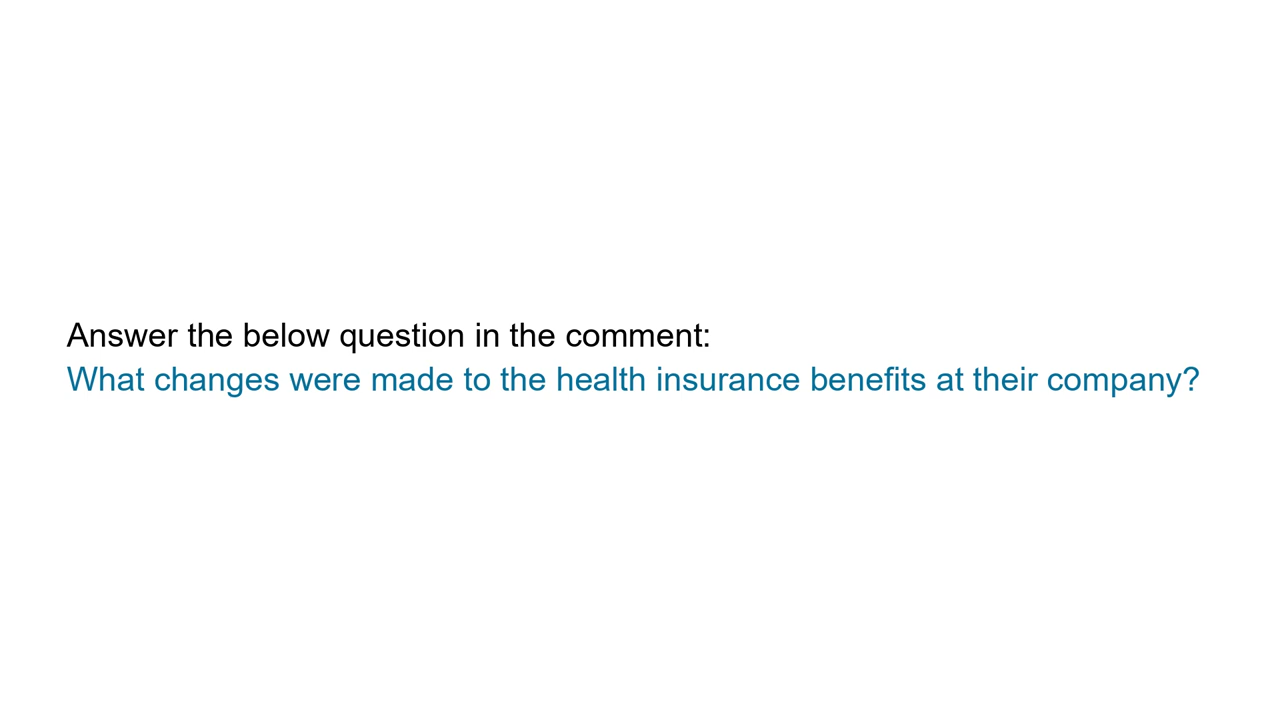 Answer the below question in the comment:
What changes were made to the health insurance benefits at their company?